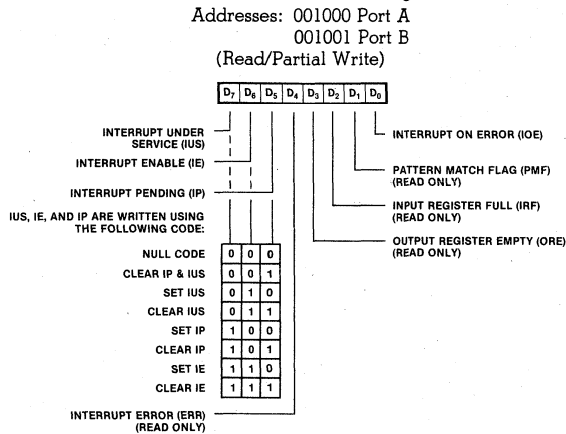 Addresses: 001000 Port A
001001 Port B
(Read/Partial Write)
D7 D6 D5 D4 D3 D2 D1 D0
INTERRUPT UNDER
SERVICE (IUS)
INTERRUPT ENABLE (IE)
INTERRUPT PENDING (IP)
IUS, IE, AND IP ARE WRITTEN USING
THE FOLLOWING CODE:
NULL CODE 0 0 0
CLEAR IP & IUS 0 0 1
SET IUS 0 1 0
CLEAR IUS 0 1 1
SET IP 1 0 0
CLEAR IP 1 0 1
SET IE 1 1 0
CLEAR IE 1 1 1
INTERRUPT ERROR (ERR)
(READ ONLY)
INTERRUPT ON ERROR (IOE)
PATTERN MATCH FLAG (PMF)
(READ ONLY)
INPUT REGISTER FULL (IRF)
(READ ONLY)
OUTPUT REGISTER EMPTY (ORE)
(READ ONLY)